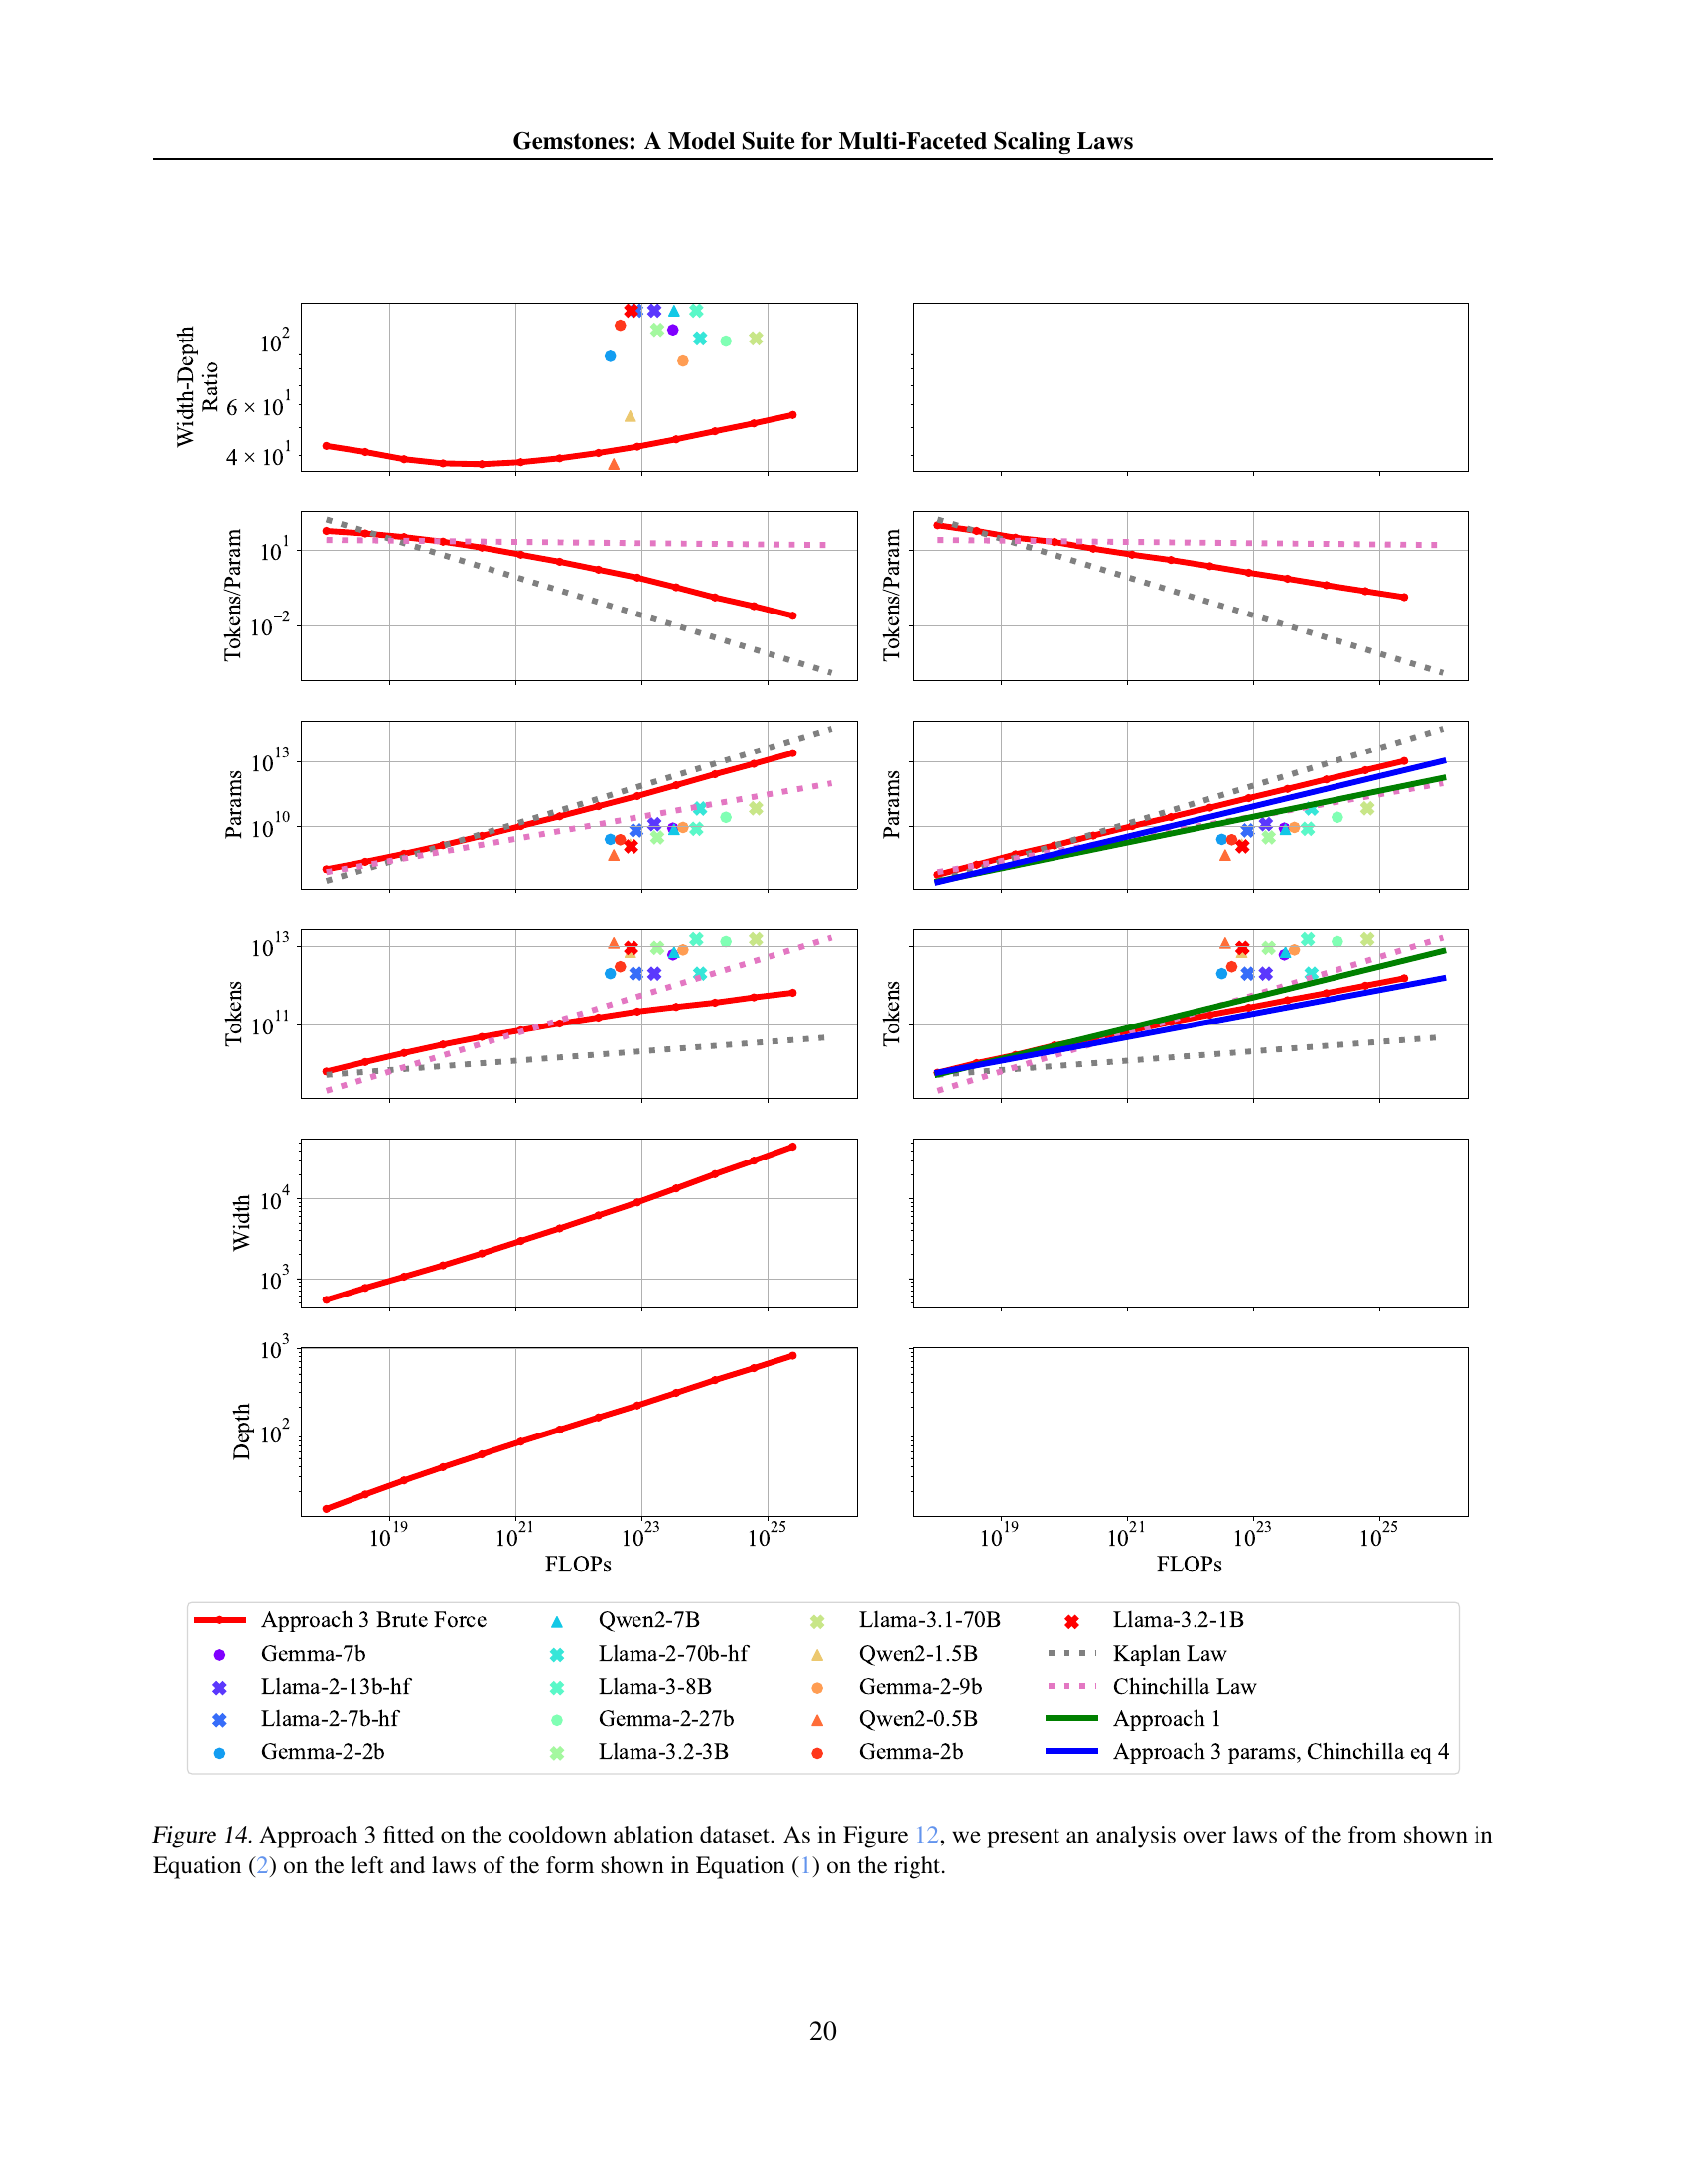 Gemstones: A Model Suite for Multi-Faceted Scaling Laws
Width-Depth
Ratio
10^2
6 × 10^1
4 × 10^1
Tokens/Param
10^1
10^−2
Tokens/Param
Params
10^13
10^10
Params
Tokens
10^13
10^11
Tokens
Width
10^4
10^3
Depth
10^3
10^2
10^19 10^21 10^23 10^25
FLOPs
10^19 10^21 10^23 10^25
FLOPs
Approach 3 Brute Force
Gemma-7b
Llama-2-13b-hf
Llama-2-7b-hf
Gemma-2-2b
Qwen2-7B
Llama-2-70b-hf
Llama-3-8B
Gemma-2-27b
Llama-3.2-3B
Llama-3.1-70B
Qwen2-1.5B
Gemma-2-9b
Qwen2-0.5B
Gemma-2b
Llama-3.2-1B
Kaplan Law
Chinchilla Law
Approach 1
Approach 3 params, Chinchilla eq 4
Figure 14. Approach 3 fitted on the cooldown ablation dataset. As in Figure 12, we present an analysis over laws of the from shown in
Equation (2) on the left and laws of the form shown in Equation (1) on the right.
20